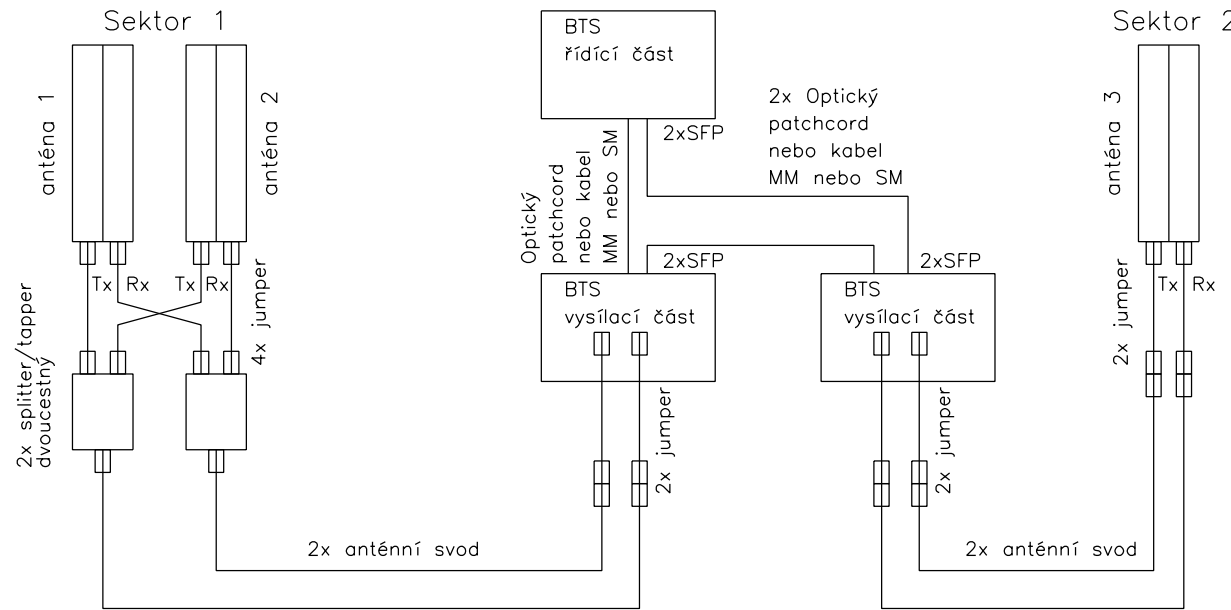 Sektor 1
anténa 1
anténa 2
Tx
Rx
Tx
Rx
4x jumper
2x splitter/tapper
dvoucestný
BTS
řídící část
2xSFP
Optický
patchcord
nebo kabel
MM nebo SM
2x Optický
patchcord
nebo kabel
MM nebo SM
2xSFP
BTS
vysílací část
2x jumper
2xSFP
BTS
vysílací část
2x jumper
Sektor 2
anténa 3
Tx
Rx
2x jumper
2x anténní svod
2x anténní svod